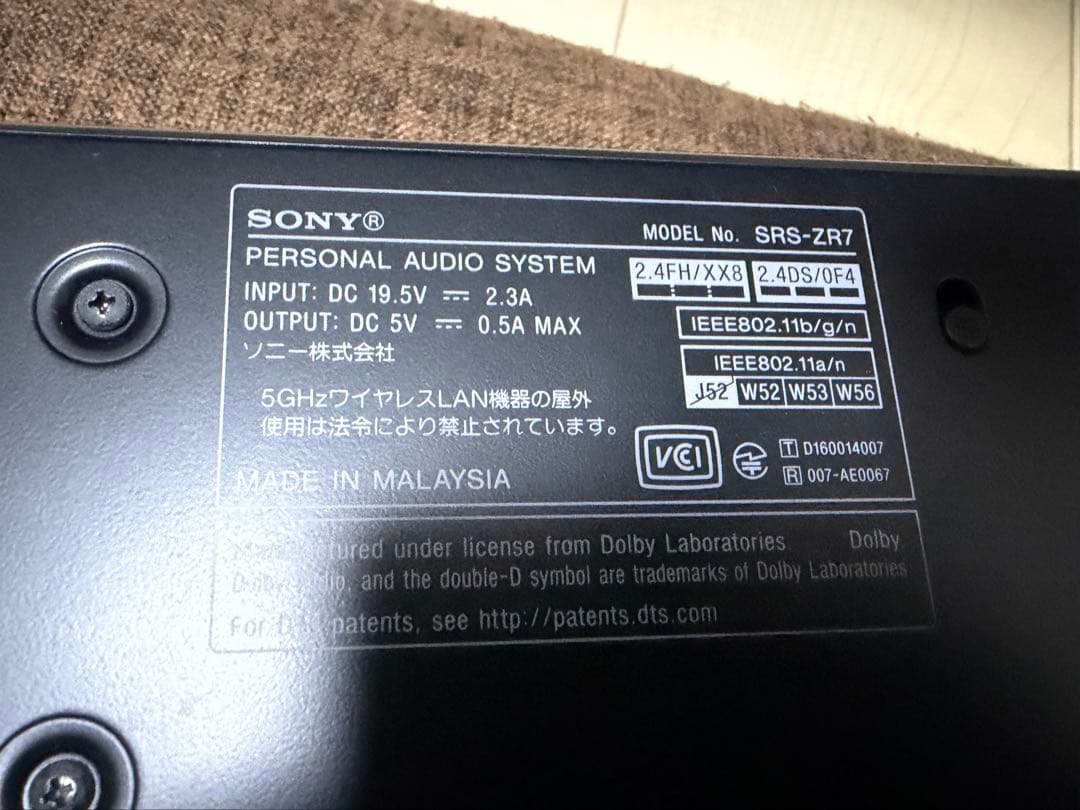 SONY®
MODEL No. SRS-ZR7
PERSONAL AUDIO SYSTEM
2.4FH/XX8 2.4DS/0F4
INPUT: DC 19.5V ⎓ 2.3A
OUTPUT: DC 5V ⎓ 0.5A MAX
IEEE802.11b/g/n
ソニー株式会社
IEEE802.11a/n
J52 W52 W53 W56
5GHzワイヤレスLAN機器の屋外
使用は法令により禁止されています。
VCI
T D160014007
R 007-AE0067
MADE IN MALAYSIA
under license from Dolby Laboratories Dolby
and the double-D symbol are trademarks of Dolby Laboratories
For patents, see http://patents.dts.com